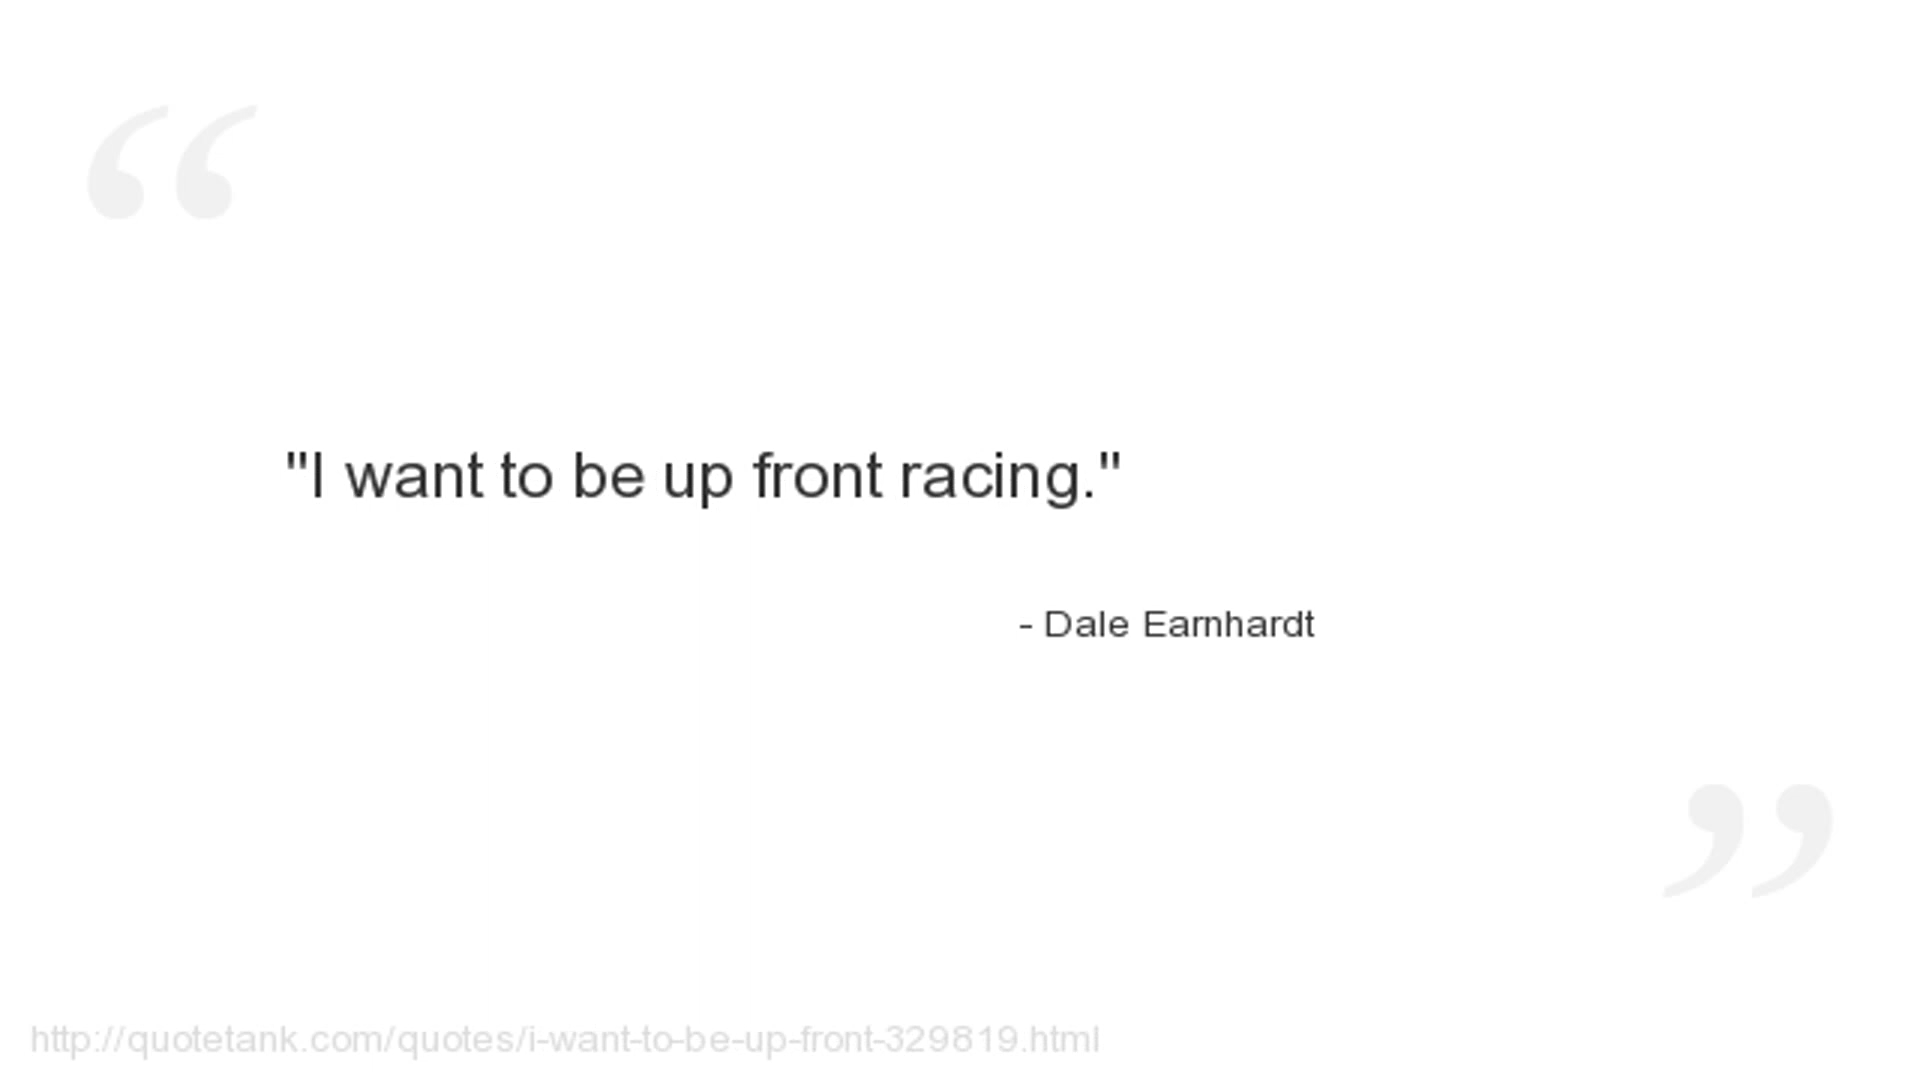 "I want to be up front racing."
- Dale Earnhardt
http://quotetank.com/quotes/i-want-to-be-up-front-329819.html